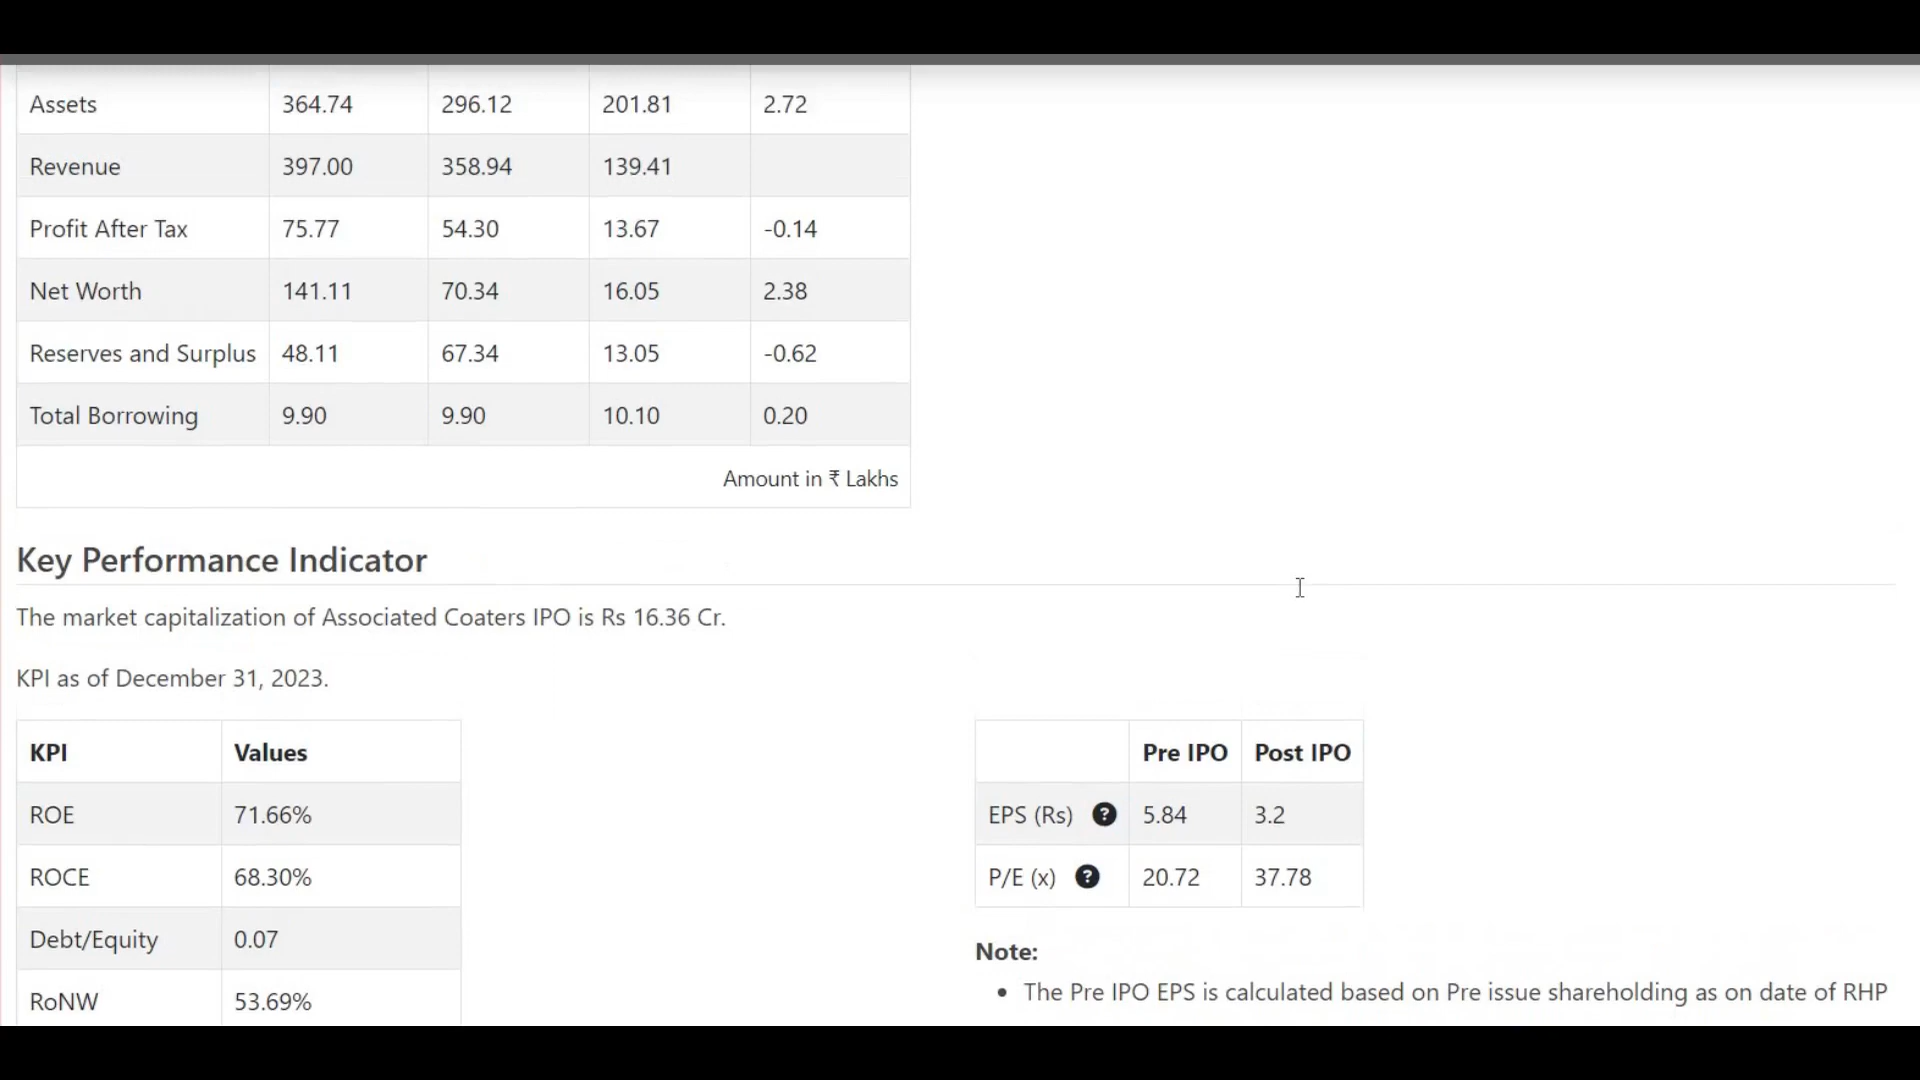 Assets 364.74 296.12 201.81 2.72
Revenue 397.00 358.94 139.41
Profit After Tax 75.77 54.30 13.67 -0.14
Net Worth 141.11 70.34 16.05 2.38
Reserves and Surplus 48.11 67.34 13.05 -0.62
Total Borrowing 9.90 9.90 10.10 0.20
Amount in ₹ Lakhs
Key Performance Indicator
The market capitalization of Associated Coaters IPO is Rs 16.36 Cr.
KPI as of December 31, 2023.
KPI Values
ROE 71.66%
ROCE 68.30%
Debt/Equity 0.07
RoNW 53.69%
Pre IPO Post IPO
EPS (Rs) ? 5.84 3.2
P/E (x) ? 20.72 37.78
Note:
• The Pre IPO EPS is calculated based on Pre issue shareholding as on date of RHP